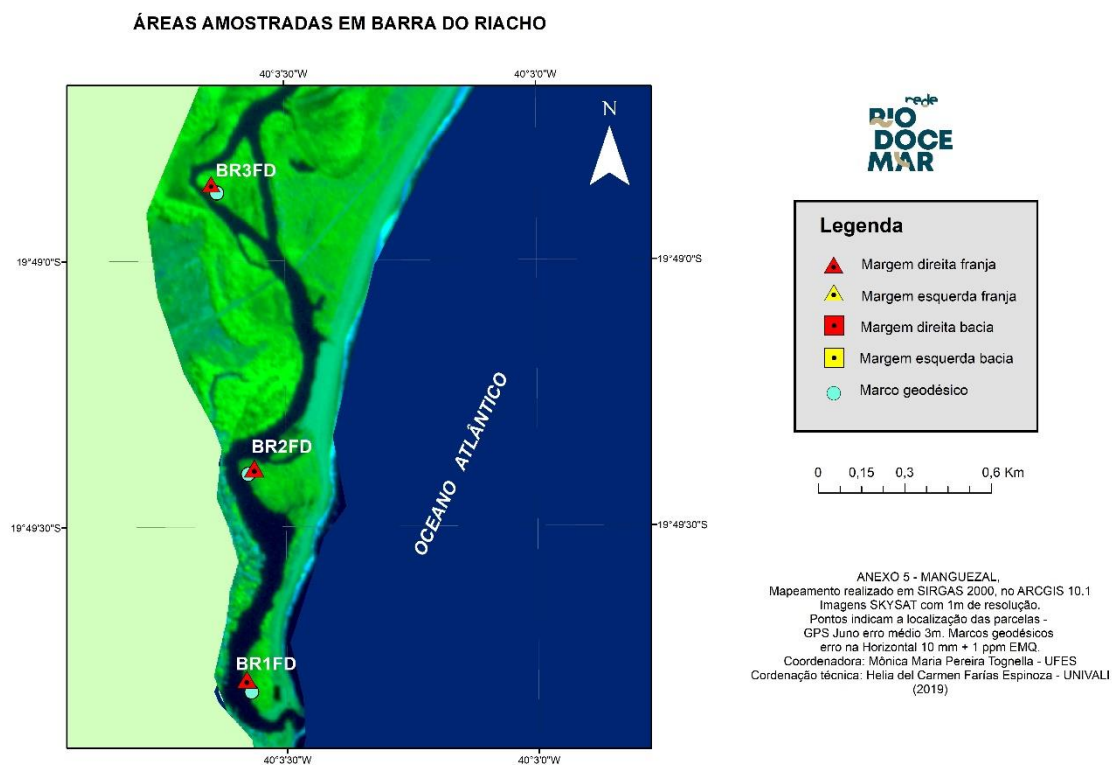 ÁREAS AMOSTRADAS EM BARRA DO RIACHO
40°3'30"W
40°3'0"W
N
BR3FD
19°49'0"S
19°49'0"S
BR2FD
OCEANO ATLÂNTICO
19°49'30"S
19°49'30"S
BR1FD
40°3'30"W
40°3'0"W
rede
RIO
DOCE
MAR
Legenda
Margem direita franja
Margem esquerda franja
Margem direita bacia
Margem esquerda bacia
Marco geodésico
0 0,15 0,3 0,6 Km
ANEXO 5 - MANGUEZAL,
Mapeamento realizado em SIRGAS 2000, no ARCGIS 10.1
Imagens SKYSAT com 1m de resolução.
Pontos indicam a localização das parcelas -
GPS Juno erro médio 3m. Marcos geodésicos
erro na Horizontal 10 mm + 1 ppm EMQ.
Coordenadora: Mônica Maria Pereira Tognella - UFES
Cordenação técnica: Helia del Carmen Farías Espinoza - UNIVALI
(2019)